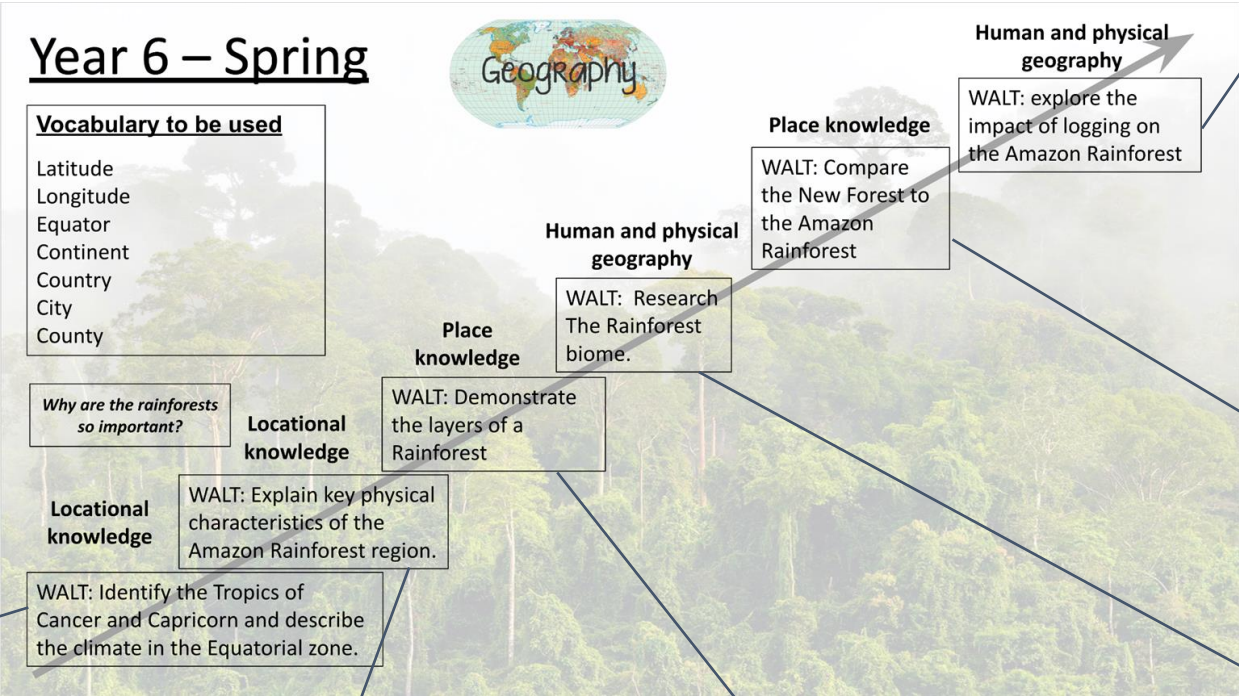 Year 6 – Spring
Geography
Vocabulary to be used
Latitude
Longitude
Equator
Continent
Country
City
County
Why are the rainforests
so important?
Locational
knowledge
WALT: Identify the Tropics of
Cancer and Capricorn and describe
the climate in the Equatorial zone.
Locational
knowledge
WALT: Explain key physical
characteristics of the
Amazon Rainforest region.
Place
knowledge
WALT: Demonstrate
the layers of a
Rainforest
Human and physical
geography
WALT:  Research
The Rainforest
biome.
Place knowledge
WALT: Compare
the New Forest to
the Amazon
Rainforest
Human and physical
geography
WALT: explore the
impact of logging on
the Amazon Rainforest